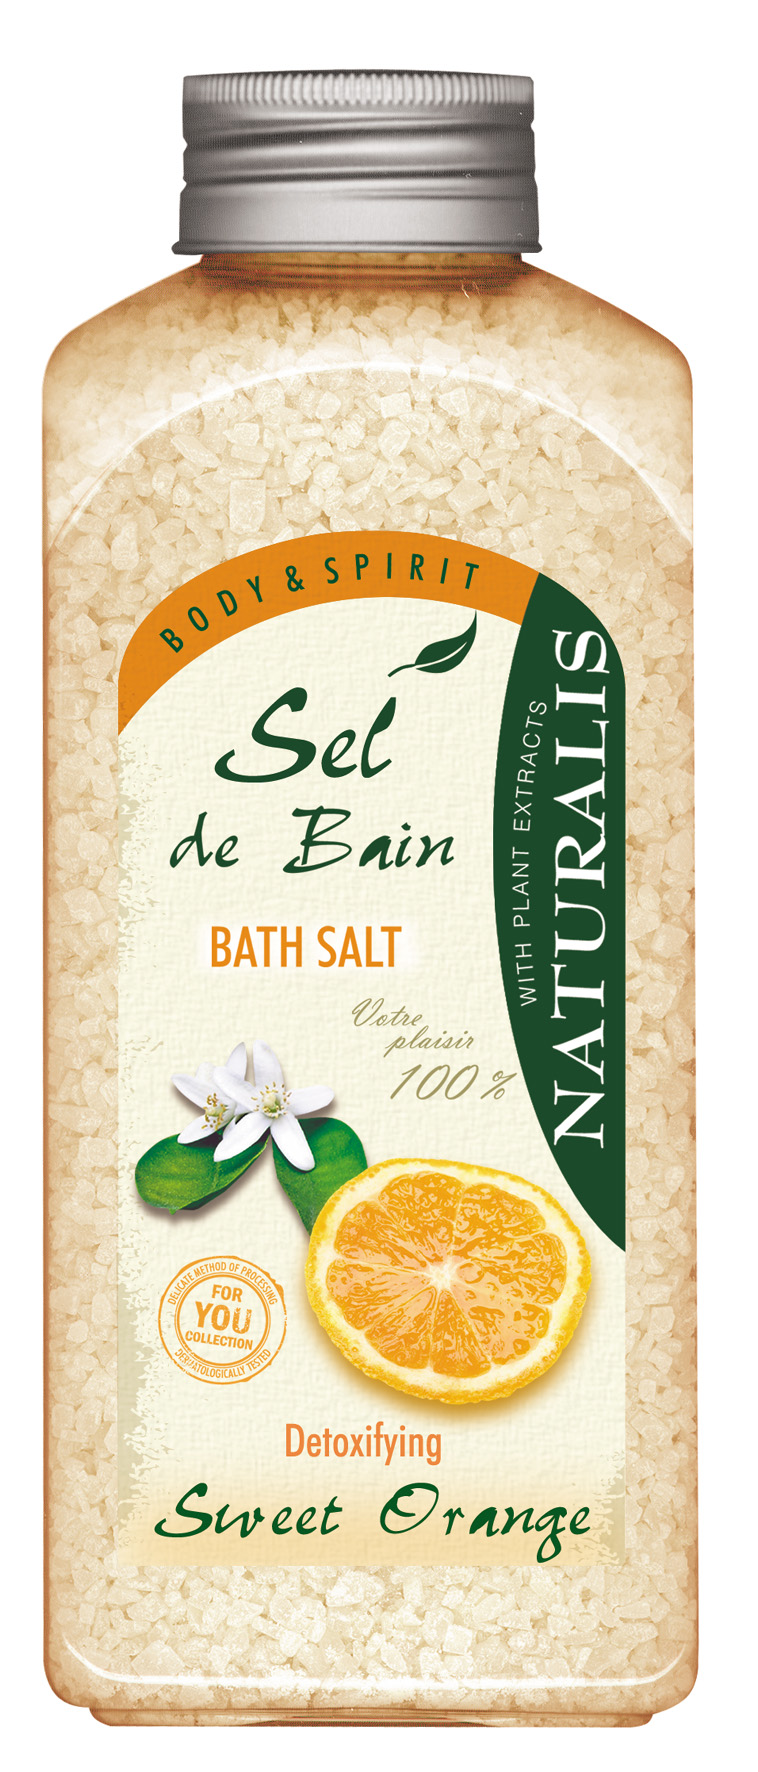 BODY & SPIRIT
Sel
de Bain
BATH SALT
WITH PLANT EXTRACTS
NATURALIS
Votre
plaisir
100%
DELICATE METHOD OF PROCESSING
FOR
YOU
COLLECTION
DERMATOLOGICALLY TESTED
Detoxifying
Sweet Orange